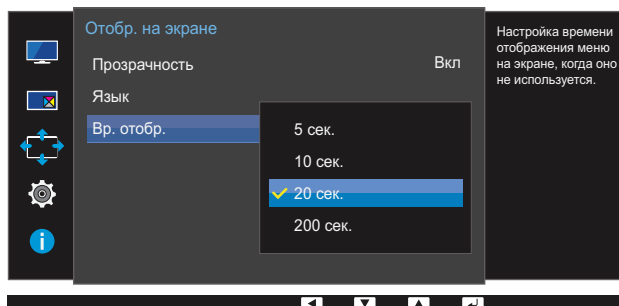 Отобр. на экране
Прозрачность Вкл
Язык
Вр. отобр.
5 сек.
10 сек.
20 сек.
200 сек.
Настройка времени
отображения меню
на экране, когда оно
не используется.